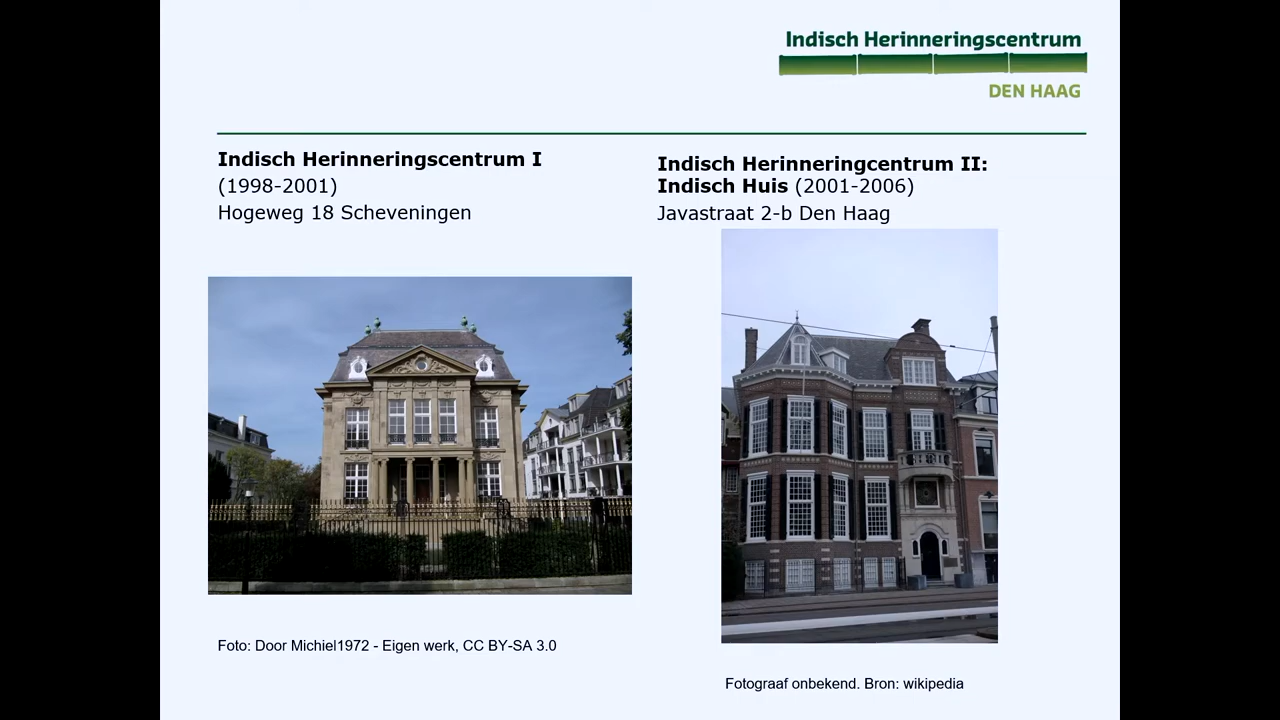 Indisch Herinneringscentrum
DEN HAAG
Indisch Herinneringscentrum I
(1998-2001)
Hogeweg 18 Scheveningen
Indisch Herinneringcentrum II:
Indisch Huis (2001-2006)
Javastraat 2-b Den Haag
Foto: Door Michiel1972 - Eigen werk, CC BY-SA 3.0
Fotograaf onbekend. Bron: wikipedia